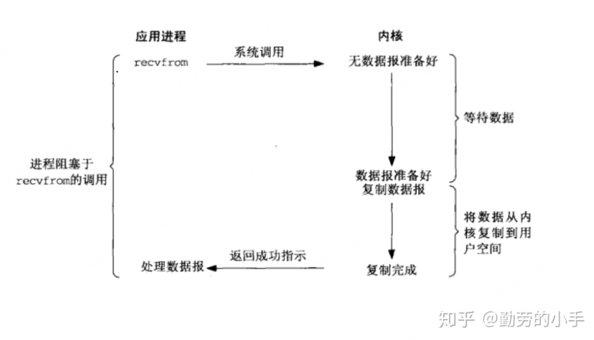 应用进程
内核
recvfrom
系统调用
无数据报准备好
等待数据
进程阻塞于
recvfrom的调用
数据报准备好
复制数据报
将数据从内
核复制到用
户空间
处理数据报
返回成功指示
复制完成
知乎 @勤劳的小手